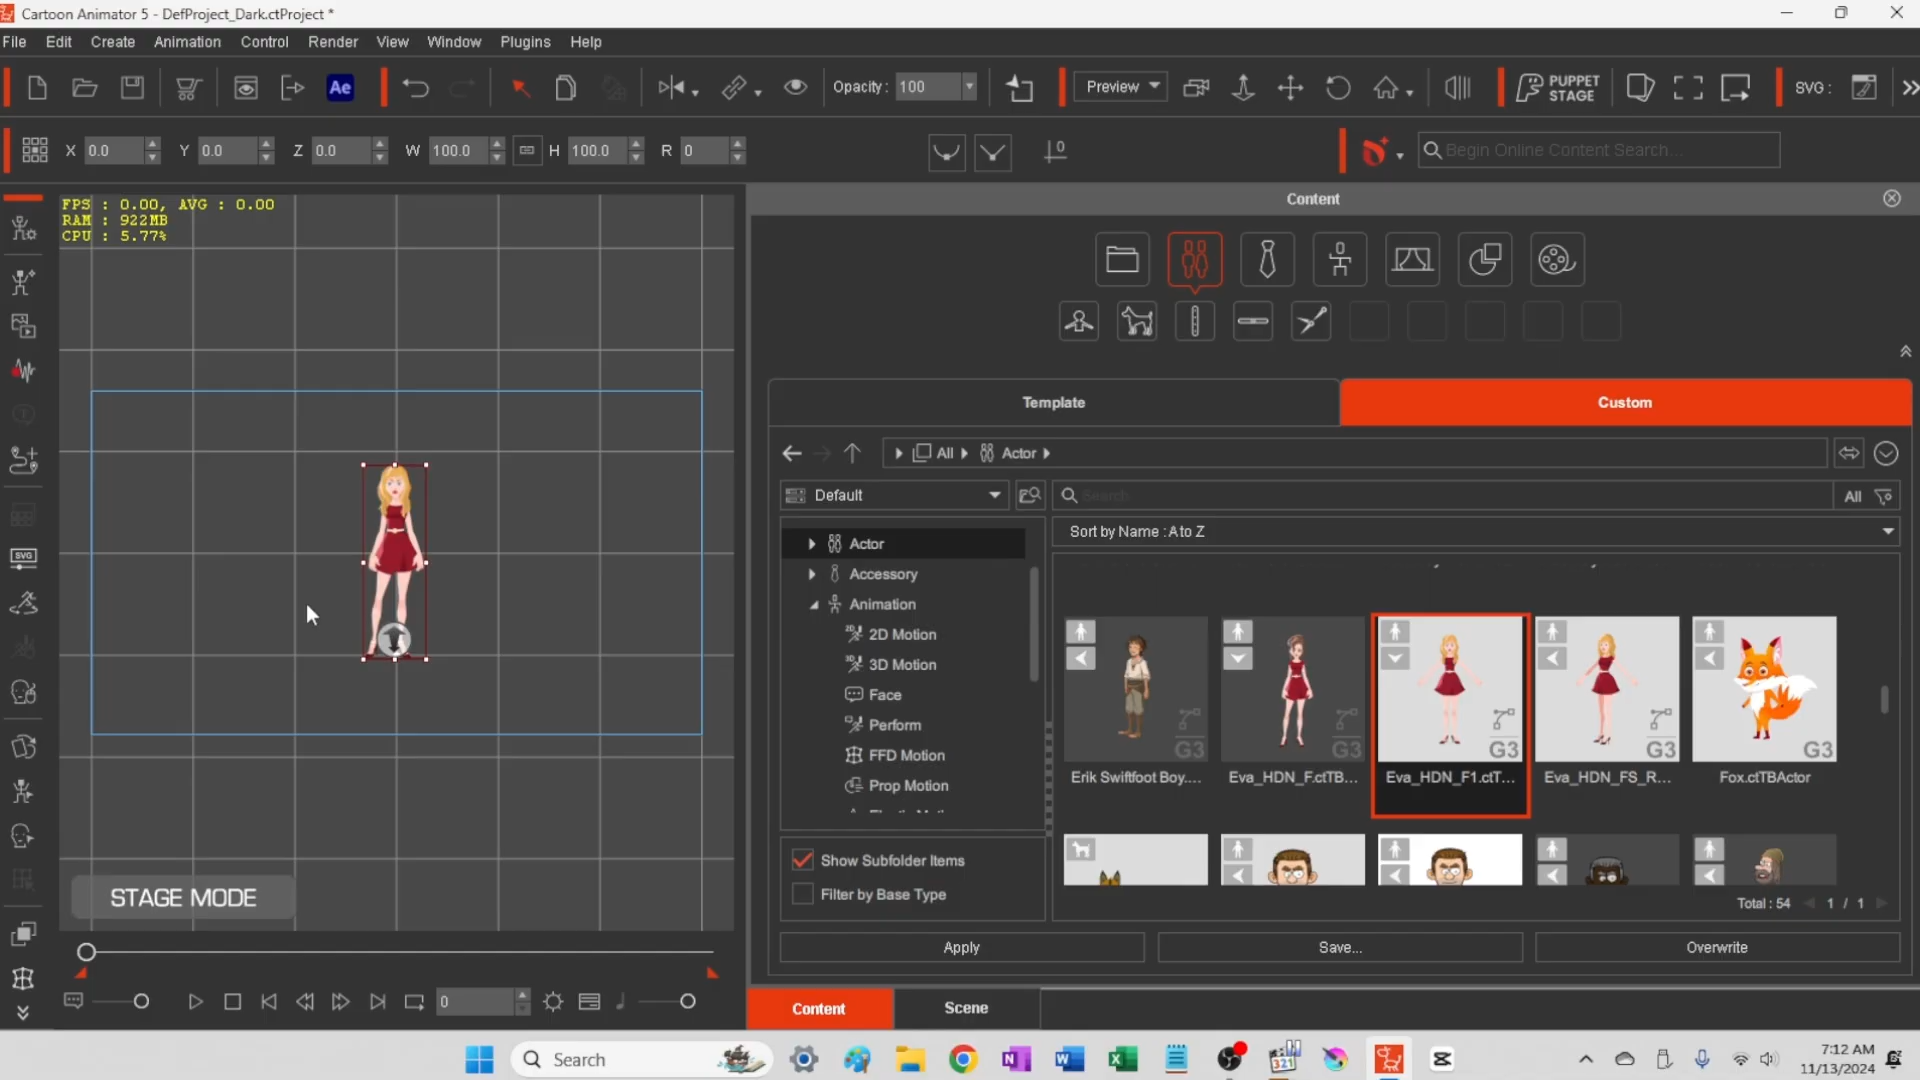 Cartoon Animator 5 - DefProject_Dark.ctProject *
File Edit Create Animation Control Render View Window Plugins Help
Ae Opacity : 100 Preview PUPPET STAGE SVG :
X 0.0 Y 0.0 Z 0.0 W 100.0 H 100.0 R 0 Begin Online Content Search...
FPS : 0.00, AVG : 0.00
RAM : 922MB
CPU : 5.77%
Content
Template Custom
All Actor
Default Search All
Sort by Name :A to Z
Actor
Accessory
Animation
2D Motion
3D Motion
Face
Perform
FFD Motion
Prop Motion
SVG
G3 G3 G3 G3 G3
Erik Swiftfoot Boy.... Eva_HDN_F.ctTB... Eva_HDN_F1.ctT... Eva_HDN_FS_R... Fox.ctTBActor
Show Subfolder Items
Filter by Base Type
Total : 54 1 / 1
STAGE MODE
Apply Save... Overwrite
0
Content Scene
Search
7:12 AM
11/13/2024